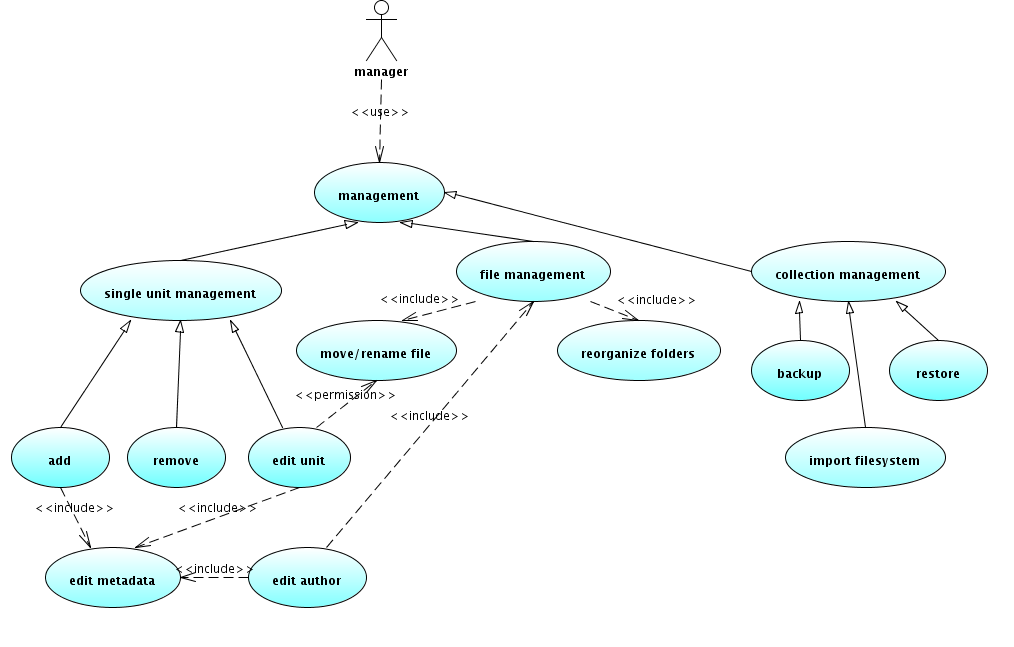 manager
<<use>>
management
single unit management
file management
collection management
<<include>>
<<include>>
move/rename file
reorganize folders
backup
restore
<<permission>>
<<include>>
add
remove
edit unit
import filesystem
<<include>>
<<include>>
<<include>>
edit metadata
edit author